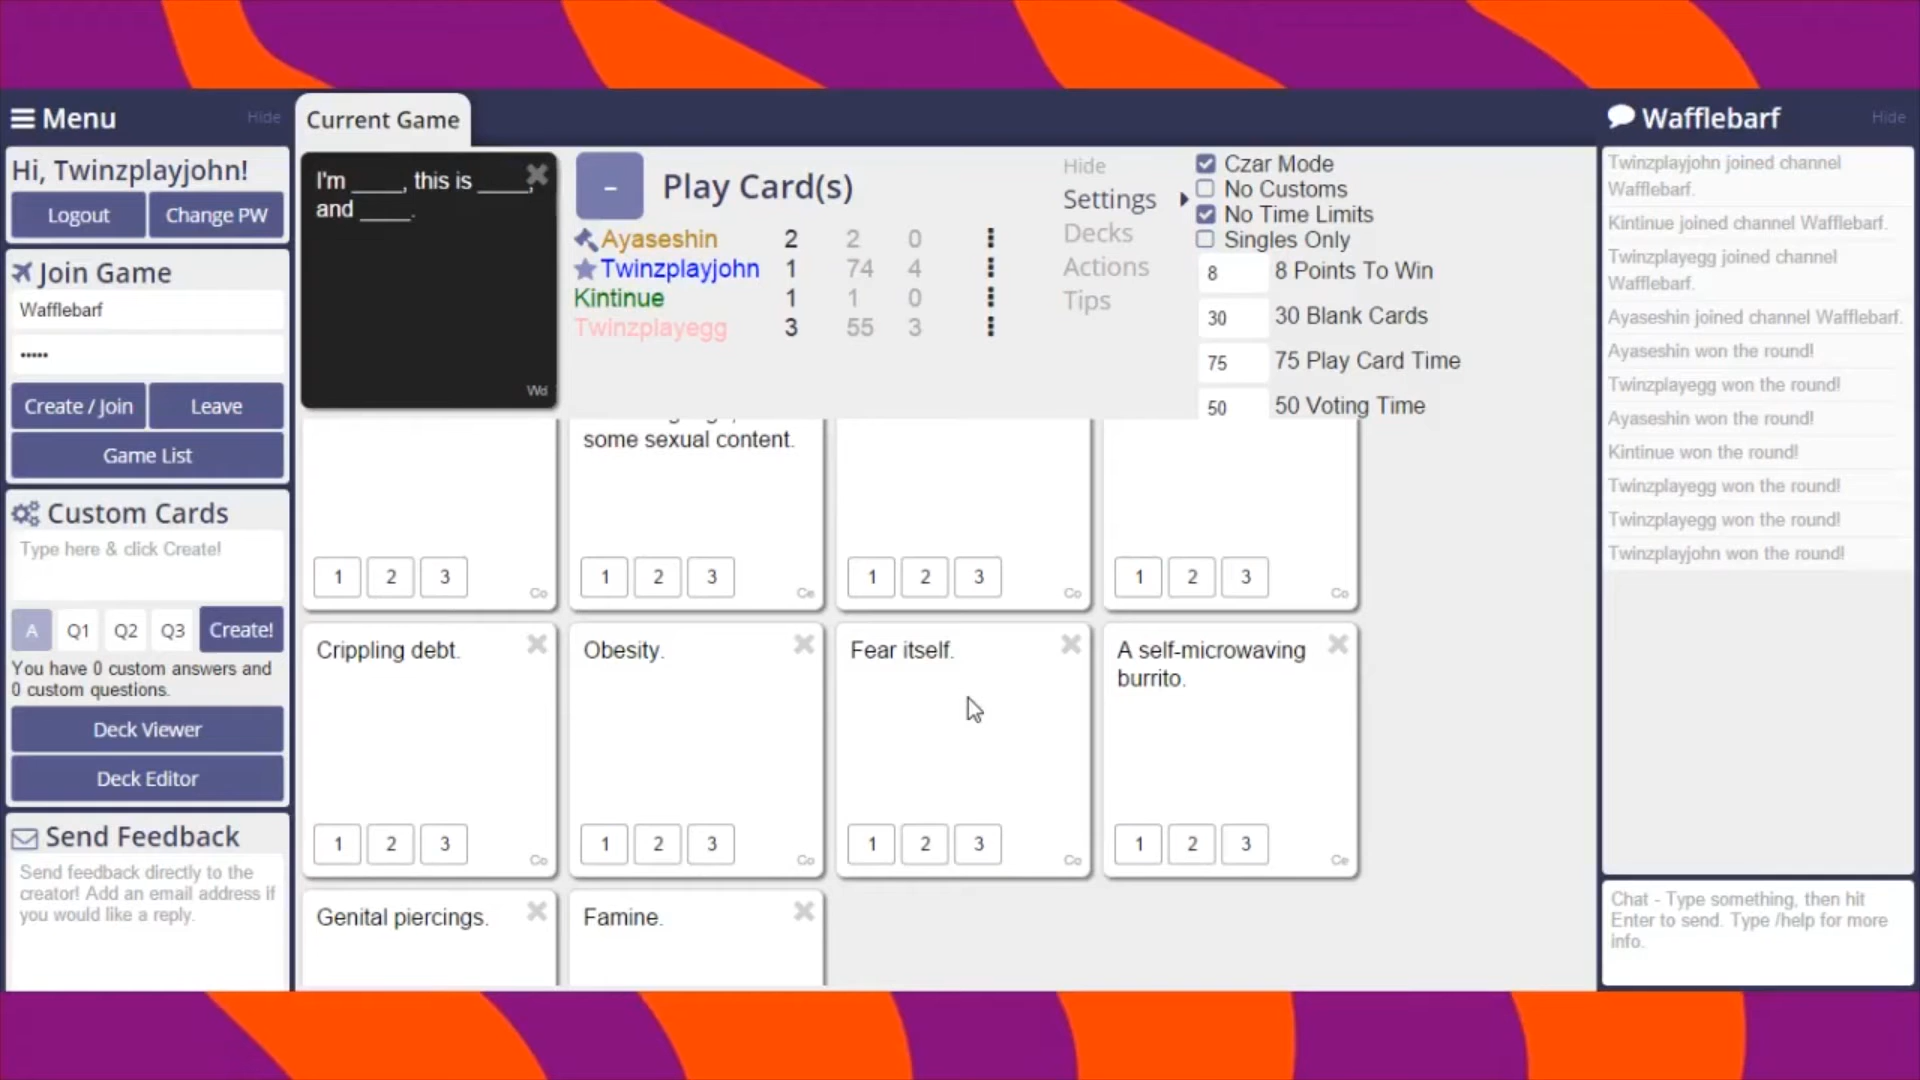 Menu
Hide
Hi, Twinzplayjohn!
Logout
Change PW
Join Game
Wafflebarf
•••••
Create / Join
Leave
Game List
Custom Cards
Type here & click Create!
A
Q1
Q2
Q3
Create!
You have 0 custom answers and
0 custom questions.
Deck Viewer
Deck Editor
Send Feedback
Send feedback directly to the
creator! Add an email address if
you would like a reply.
Current Game
I'm ____, this is ____,
and ____.
- Play Card(s)
Ayaseshin 2 2 0
Twinzplayjohn 1 74 4
Kintinue 1 1 0
Twinzplayegg 3 55 3
Hide
Settings
Decks
Actions
Tips
Czar Mode
No Customs
No Time Limits
Singles Only
8 8 Points To Win
30 30 Blank Cards
75 75 Play Card Time
50 50 Voting Time
some sexual content.
1 2 3 Co
1 2 3 Ce
1 2 3 Co
1 2 3 Co
Crippling debt.
1 2 3 Co
Obesity.
1 2 3 Co
Fear itself.
1 2 3 Co
A self-microwaving
burrito.
1 2 3 Ce
Genital piercings.
Famine.
Wafflebarf
Hide
Twinzplayjohn joined channel
Wafflebarf.
Kintinue joined channel Wafflebarf.
Twinzplayegg joined channel
Wafflebarf.
Ayaseshin joined channel Wafflebarf.
Ayaseshin won the round!
Twinzplayegg won the round!
Ayaseshin won the round!
Kintinue won the round!
Twinzplayegg won the round!
Twinzplayegg won the round!
Twinzplayjohn won the round!
Chat - Type something, then hit
Enter to send. Type /help for more
info.